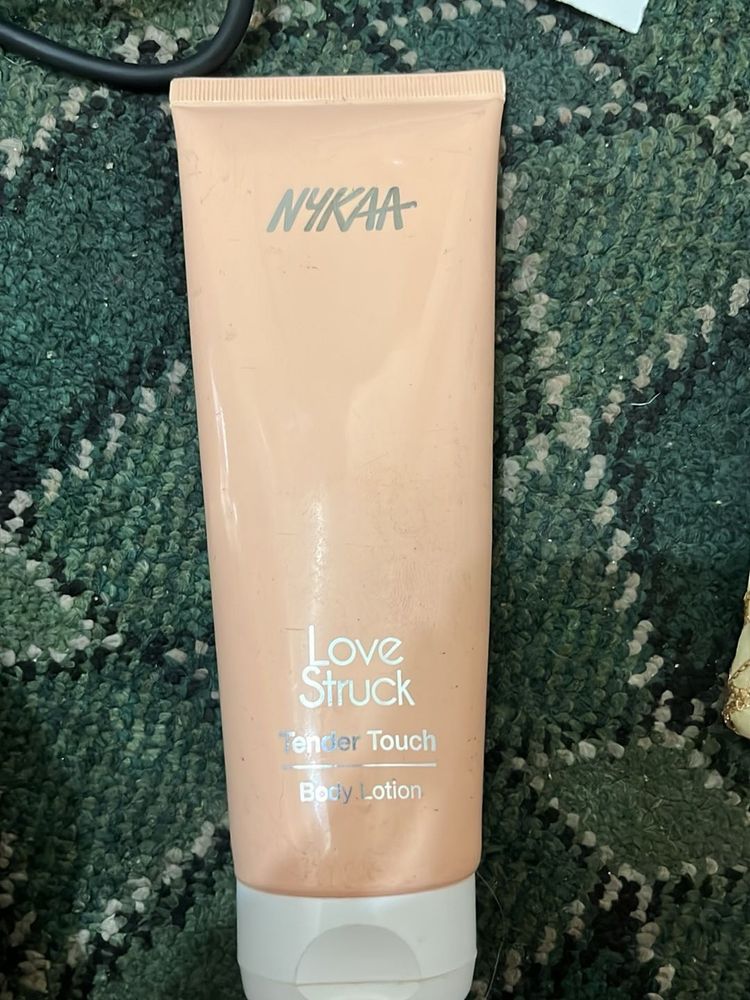 NYKAA
Love
Struck
Tender Touch
Body Lotion